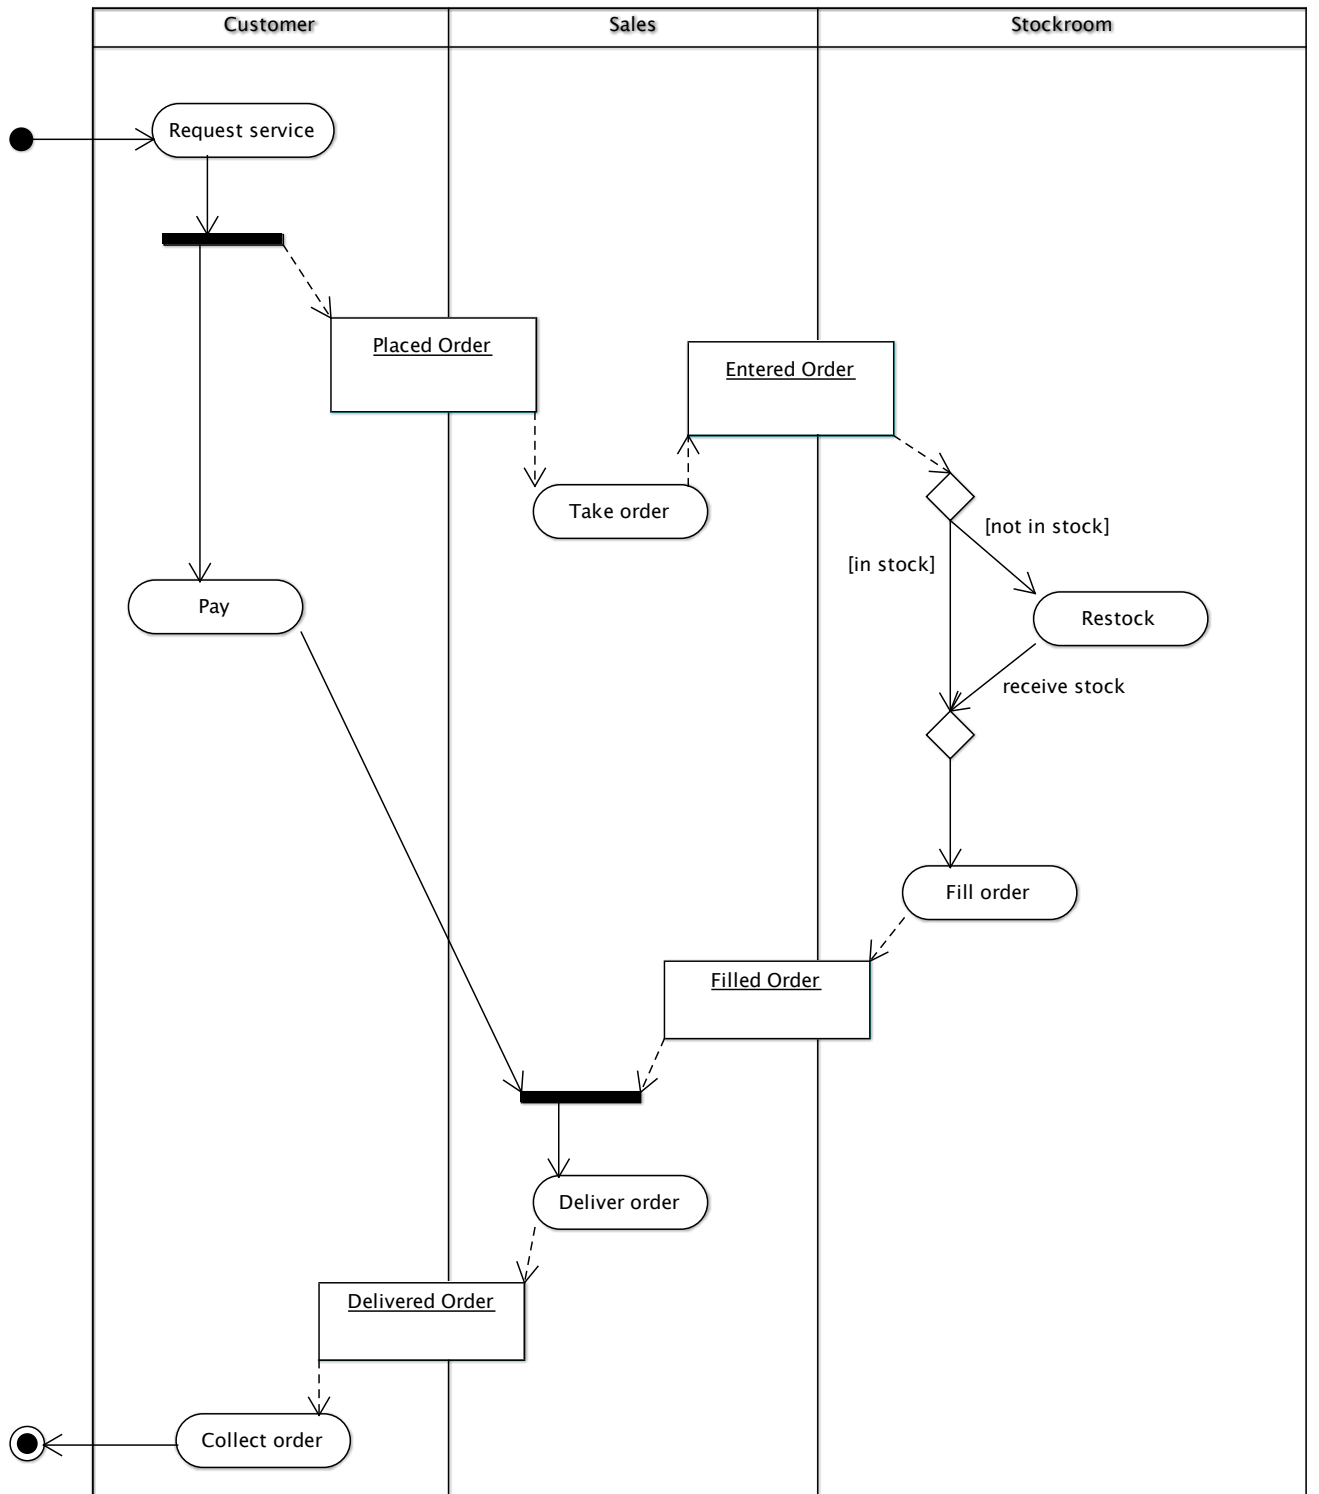 Customer
Sales
Stockroom
Request service
Placed Order
Entered Order
Take order
[not in stock]
[in stock]
Pay
Restock
receive stock
Fill order
Filled Order
Deliver order
Delivered Order
Collect order